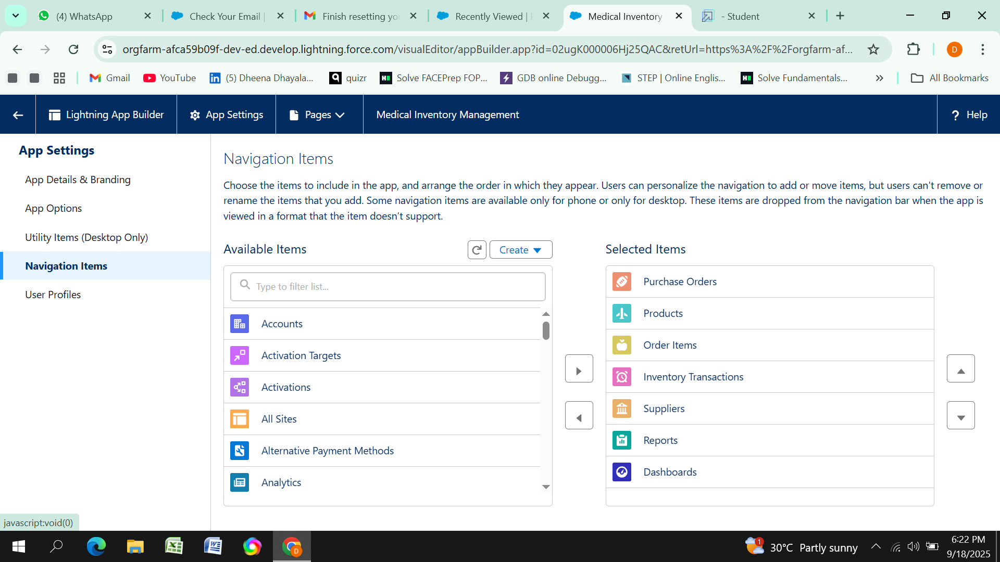 (4) WhatsApp
Check Your Email |
Finish resetting yo
Recently Viewed |
Medical Inventory
- Student
orgfarm-afca59b09f-dev-ed.develop.lightning.force.com/visualEditor/appBuilder.app?id=02ugK000006Hj25QAC&retUrl=https%3A%2F%2Forgfarm-af...
D
Gmail
YouTube
(5) Dheena Dhayala...
quizr
Solve FACEPrep FOP...
GDB online Debugg...
STEP | Online Englis...
Solve Fundamentals...
All Bookmarks
Lightning App Builder
App Settings
Pages
Medical Inventory Management
? Help
App Settings
App Details & Branding
App Options
Utility Items (Desktop Only)
Navigation Items
User Profiles
Navigation Items
Choose the items to include in the app, and arrange the order in which they appear. Users can personalize the navigation to add or move items, but users can't remove or
rename the items that you add. Some navigation items are available only for phone or only for desktop. These items are dropped from the navigation bar when the app is
viewed in a format that the item doesn’t support.
Available Items
Create
Type to filter list...
Accounts
Activation Targets
Activations
All Sites
Alternative Payment Methods
Analytics
Selected Items
Purchase Orders
Products
Order Items
Inventory Transactions
Suppliers
Reports
Dashboards
javascript:void(0)
1
30°C Partly sunny
6:22 PM
9/18/2025